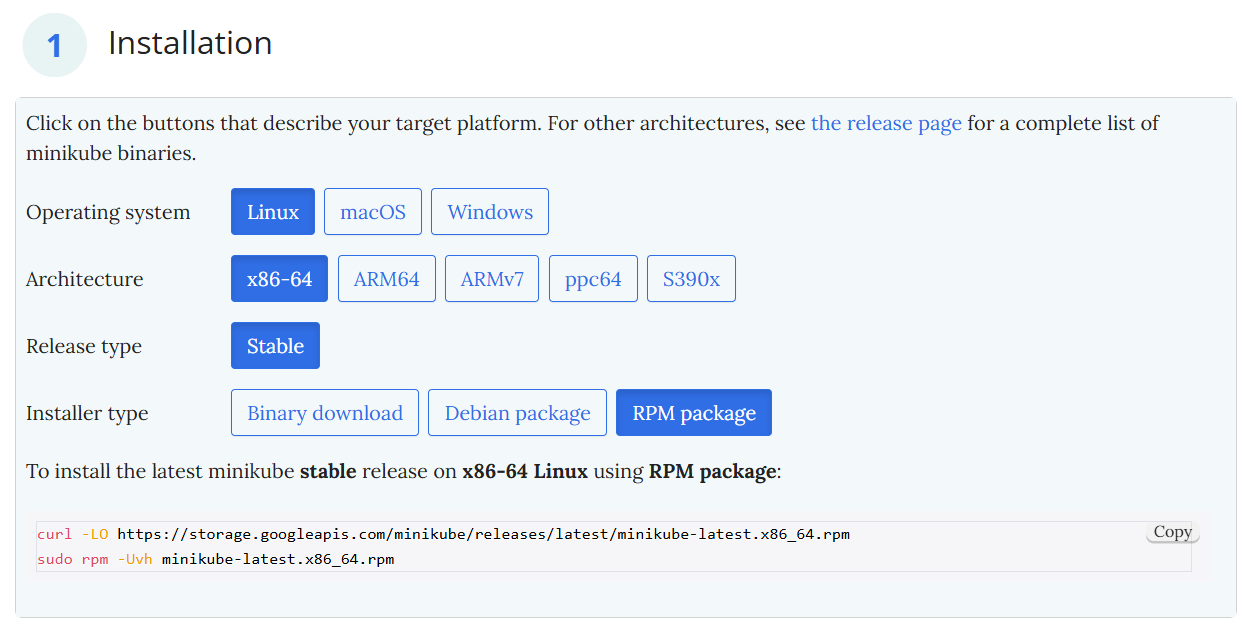 1 Installation
Click on the buttons that describe your target platform. For other architectures, see the release page for a complete list of
minikube binaries.
Operating system Linux macOS Windows
Architecture x86-64 ARM64 ARMv7 ppc64 S390x
Release type Stable
Installer type Binary download Debian package RPM package
To install the latest minikube stable release on x86-64 Linux using RPM package:
curl -LO https://storage.googleapis.com/minikube/releases/latest/minikube-latest.x86_64.rpm Copy
sudo rpm -Uvh minikube-latest.x86_64.rpm